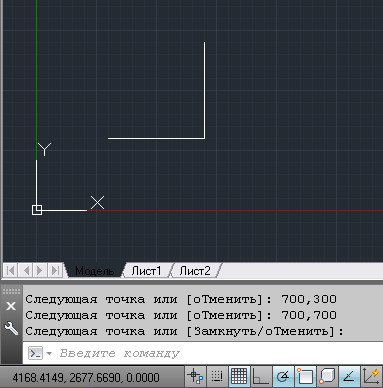 Y
X
Модель Лист1 Лист2
Следующая точка или [оТменить]: 700,300
Следующая точка или [оТменить]: 700,700
Следующая точка или [Замкнуть/оТменить]:
Введите команду
4168.4149, 2677.6690, 0.0000